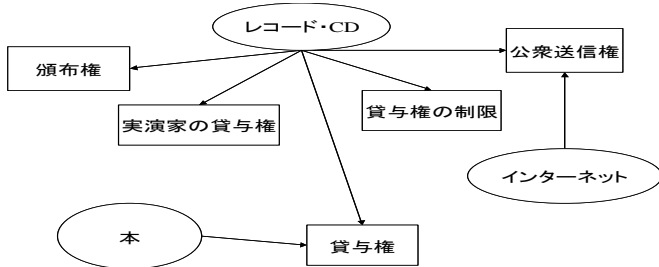 レコード・CD
公衆送信権
頒布権
実演家の貸与権
貸与権の制限
インターネット
本
貸与権